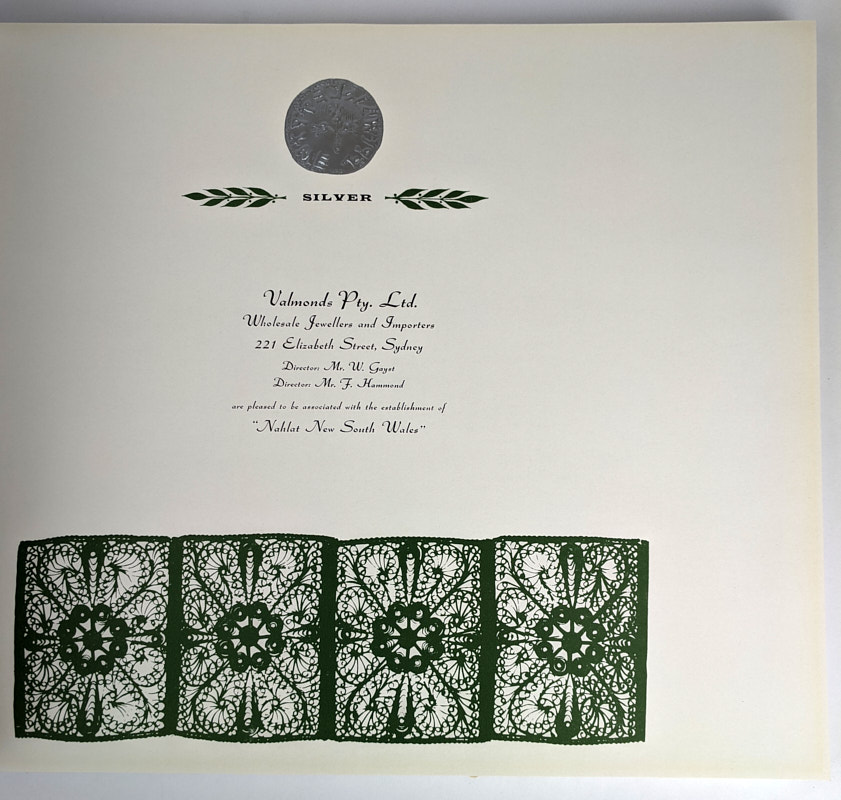 SILVER
Valmonds Pty. Ltd.
Wholesale Jewellers and Importers
221 Elizabeth Street, Sydney
Director: Mr. W. Gayst
Director: Mr. F. Hammond
are pleased to be associated with the establishment of
"Nahlat New South Wales"